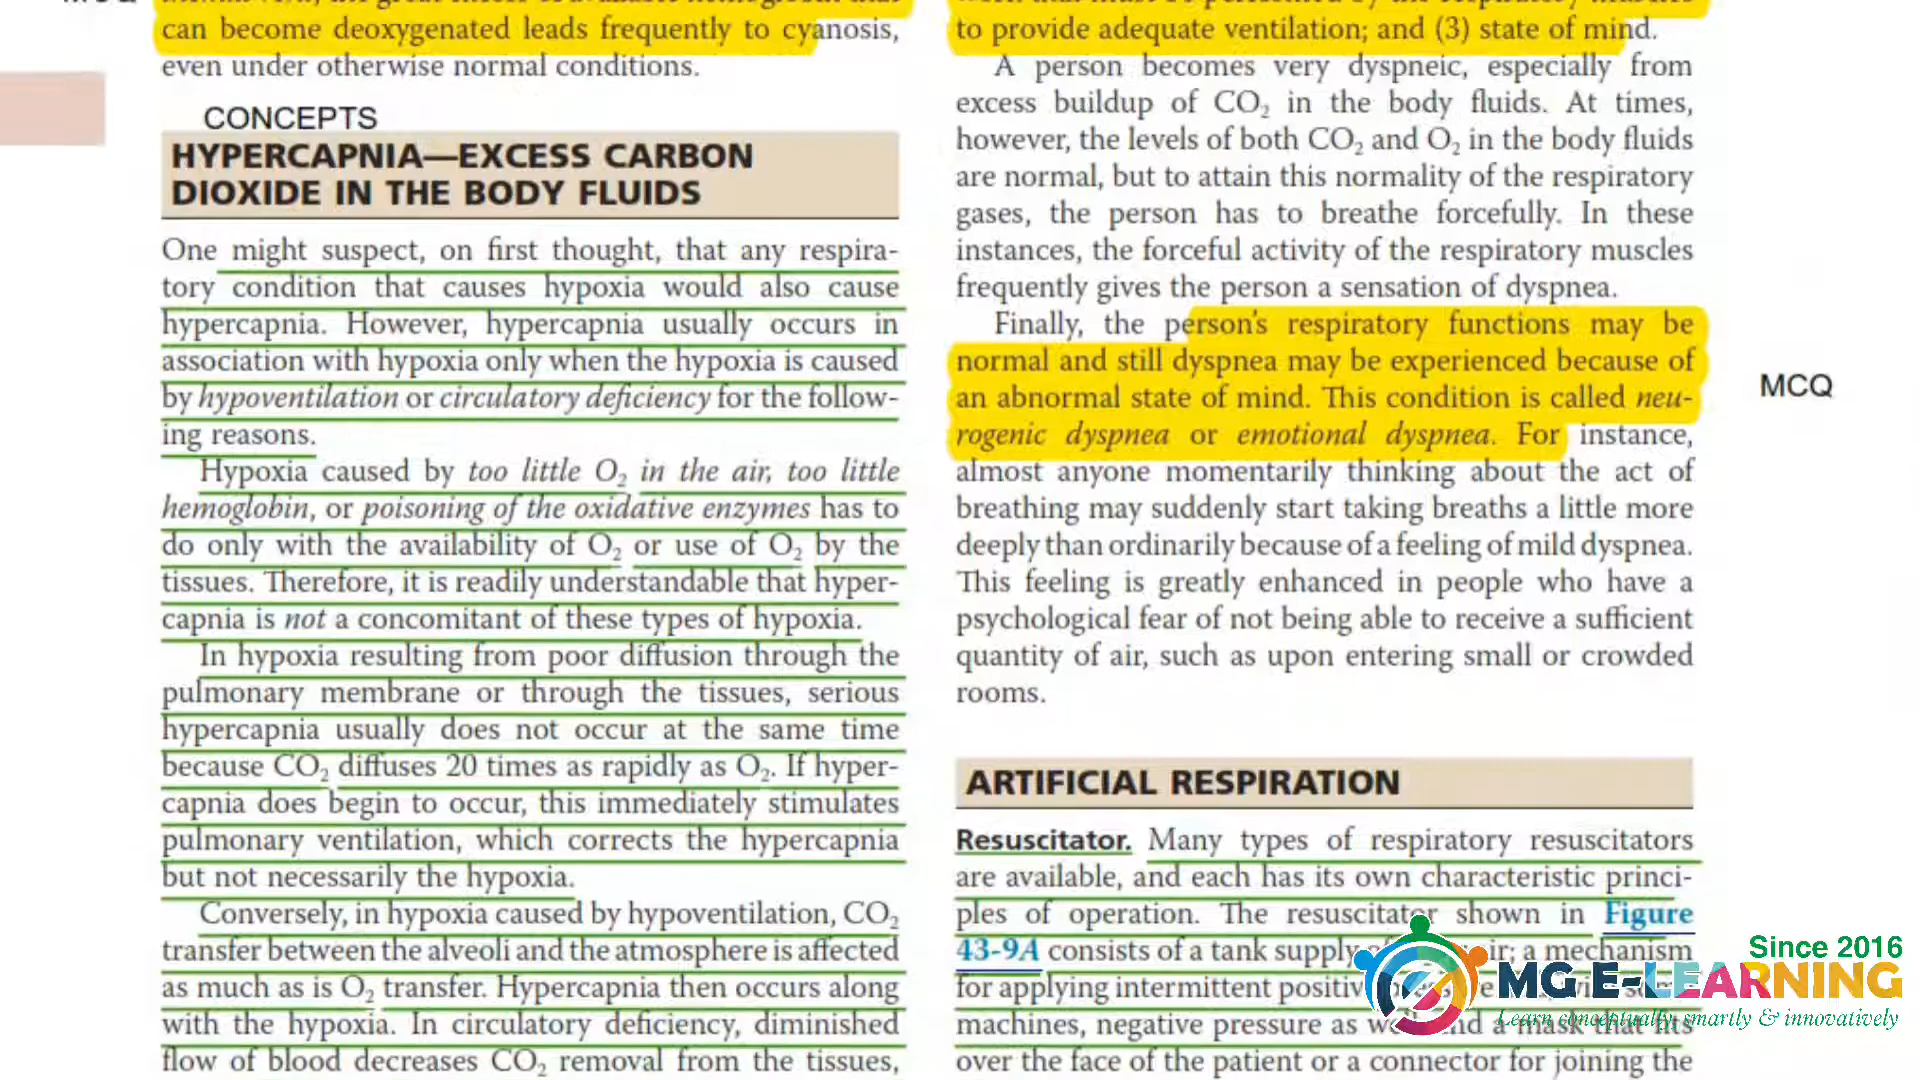 can become deoxygenated leads frequently to cyanosis,
even under otherwise normal conditions.
CONCEPTS
HYPERCAPNIA—EXCESS CARBON
DIOXIDE IN THE BODY FLUIDS
One might suspect, on first thought, that any respira-
tory condition that causes hypoxia would also cause
hypercapnia. However, hypercapnia usually occurs in
association with hypoxia only when the hypoxia is caused
by hypoventilation or circulatory deficiency for the follow-
ing reasons.
Hypoxia caused by too little O₂ in the air, too little
hemoglobin, or poisoning of the oxidative enzymes has to
do only with the availability of O₂ or use of O₂ by the
tissues. Therefore, it is readily understandable that hyper-
capnia is not a concomitant of these types of hypoxia.
In hypoxia resulting from poor diffusion through the
pulmonary membrane or through the tissues, serious
hypercapnia usually does not occur at the same time
because CO₂ diffuses 20 times as rapidly as O₂. If hyper-
capnia does begin to occur, this immediately stimulates
pulmonary ventilation, which corrects the hypercapnia
but not necessarily the hypoxia.
Conversely, in hypoxia caused by hypoventilation, CO₂
transfer between the alveoli and the atmosphere is affected
as much as is O₂ transfer. Hypercapnia then occurs along
with the hypoxia. In circulatory deficiency, diminished
flow of blood decreases CO₂ removal from the tissues,
to provide adequate ventilation; and (3) state of mind.
A person becomes very dyspneic, especially from
excess buildup of CO₂ in the body fluids. At times,
however, the levels of both CO₂ and O₂ in the body fluids
are normal, but to attain this normality of the respiratory
gases, the person has to breathe forcefully. In these
instances, the forceful activity of the respiratory muscles
frequently gives the person a sensation of dyspnea.
Finally, the person's respiratory functions may be
normal and still dyspnea may be experienced because of
an abnormal state of mind. This condition is called neu-
rogenic dyspnea or emotional dyspnea. For instance,
almost anyone momentarily thinking about the act of
breathing may suddenly start taking breaths a little more
deeply than ordinarily because of a feeling of mild dyspnea.
This feeling is greatly enhanced in people who have a
psychological fear of not being able to receive a sufficient
quantity of air, such as upon entering small or crowded
rooms.
MCQ
ARTIFICIAL RESPIRATION
Resuscitator. Many types of respiratory resuscitators
are available, and each has its own characteristic princi-
ples of operation. The resuscitator shown in Figure
43-9A consists of a tank supply a mechanism
for applying intermittent positive
machines, negative pressure as
over the face of the patient or a connector for joining the
Since 2016
MG E-LEARNING
Learn conceptually, smartly & innovatively